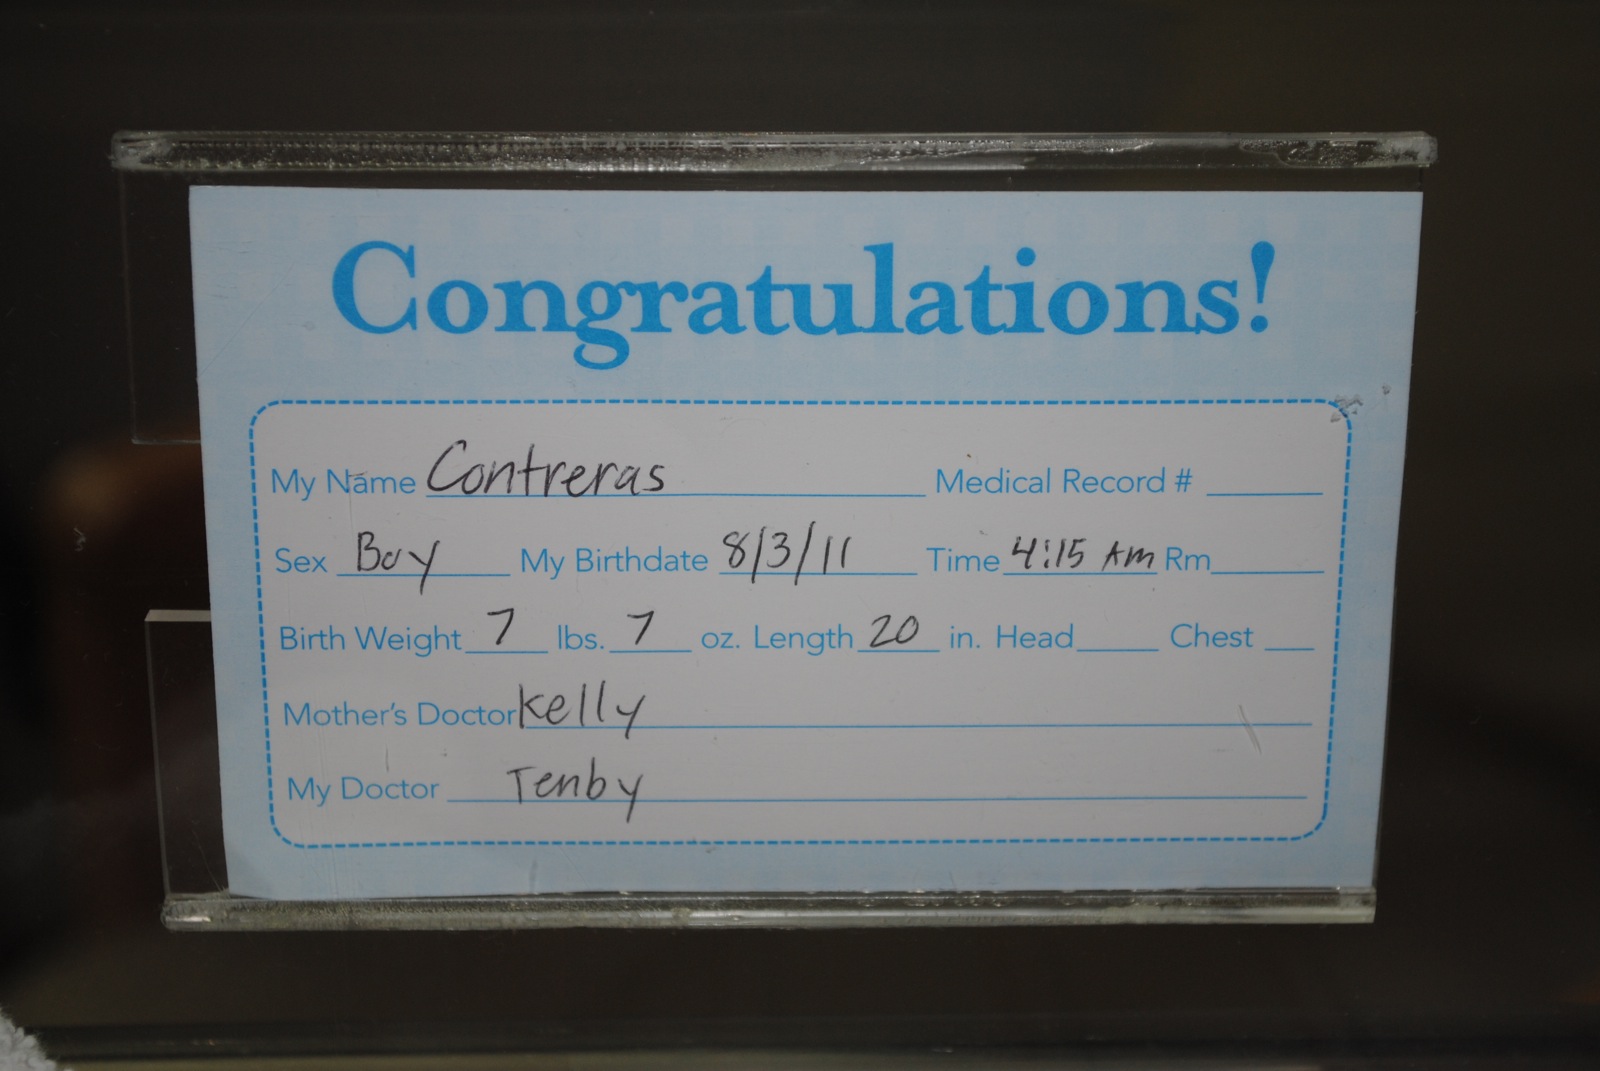 Congratulations!
My Name Contreras Medical Record #
Sex Boy My Birthdate 8/3/11 Time 4:15 AM Rm
Birth Weight 7 lbs. 7 oz. Length 20 in. Head Chest
Mother's Doctor Kelly
My Doctor Tenby